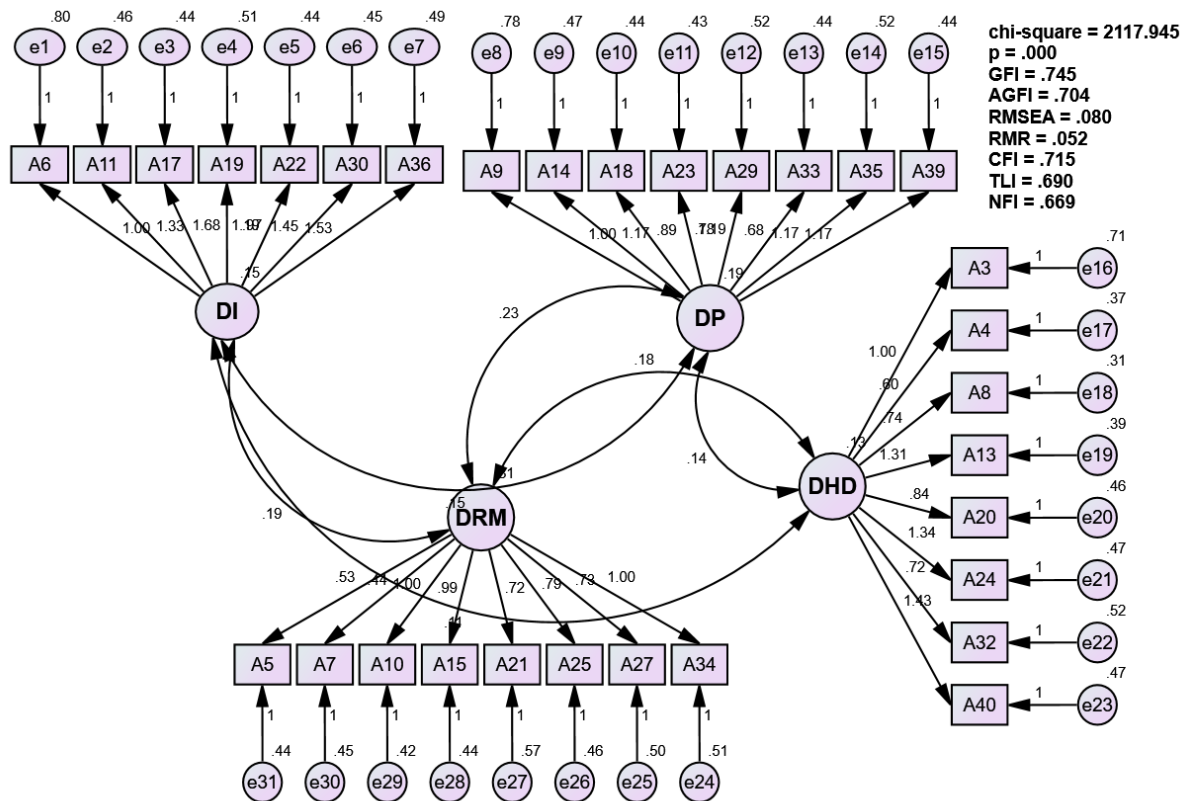 .80 .46 .44 .51 .44 .45 .49
e1 e2 e3 e4 e5 e6 e7
1 1 1 1 1 1 1
A6 A11 A17 A19 A22 A30 A36
1.00 1.33 1.68 1.45 1.53
.15
DI
.78 .47 .44 .43 .52 .44 .52 .44
e8 e9 e10 e11 e12 e13 e14 e15
1 1 1 1 1 1 1 1
A9 A14 A18 A23 A29 A33 A35 A39
1.00 1.17 .89 .68 1.17 1.17
.19
DP
chi-square = 2117.945
p = .000
GFI = .745
AGFI = .704
RMSEA = .080
RMR = .052
CFI = .715
TLI = .690
NFI = .669
.23
.18
.14
.19
.15
DRM
.53 .44 1.00 .99 .72 .79 .73 1.00
A5 A7 A10 A15 A21 A25 A27 A34
1 1 1 1 1 1 1 1
.44 .45 .42 .44 .57 .46 .50 .51
e31 e30 e29 e28 e27 e26 e25 e24
.13
DHD
1.00 A3 1 e16 .71
.60 A4 1 e17 .37
.74 A8 1 e18 .31
1.31 A13 1 e19 .39
.84 A20 1 e20 .46
1.34 A24 1 e21 .47
.72 A32 1 e22 .52
1.43 A40 1 e23 .47